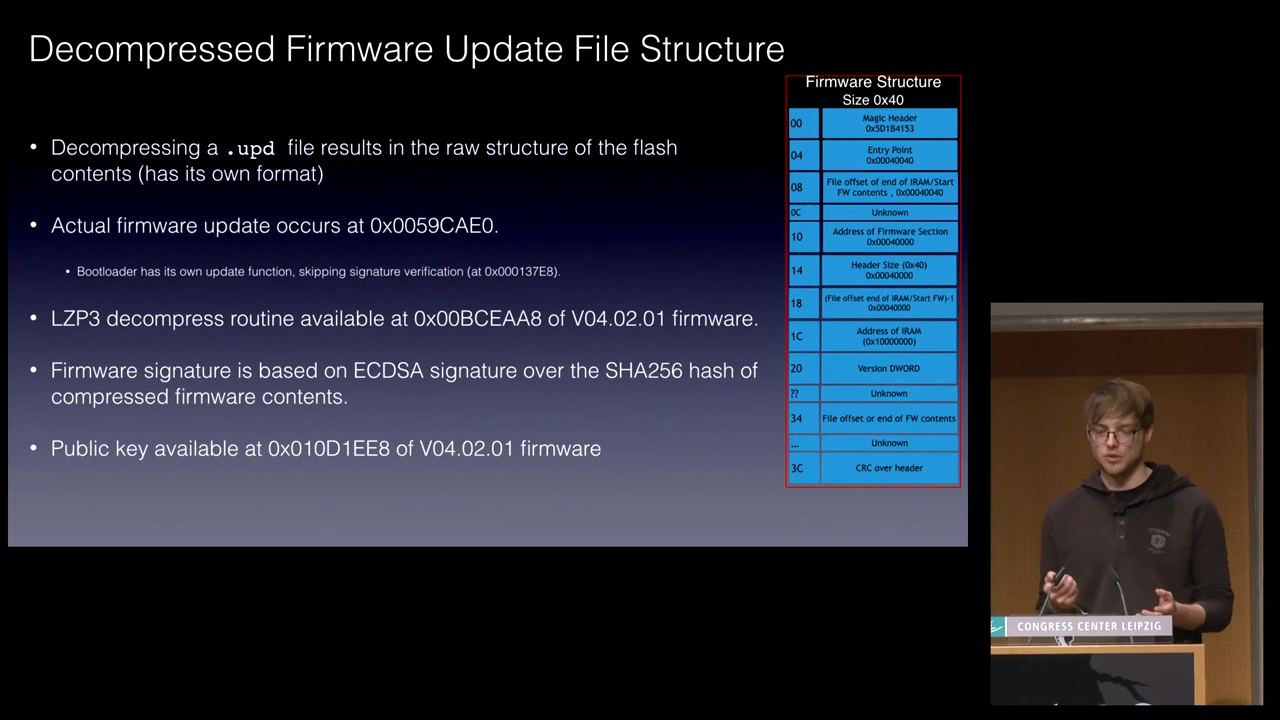 Decompressed Firmware Update File Structure
• Decompressing a .upd file results in the raw structure of the flash
contents (has its own format)
• Actual firmware update occurs at 0x0059CAE0.
• Bootloader has its own update function, skipping signature verification (at 0x000137E8).
• LZP3 decompress routine available at 0x00BCEAA8 of V04.02.01 firmware.
• Firmware signature is based on ECDSA signature over the SHA256 hash of
compressed firmware contents.
• Public key available at 0x010D1EE8 of V04.02.01 firmware
Firmware Structure
Size 0x40
00
Magic Header
0x5D1B4153
04
Entry Point
0x00040040
08
File offset of end of IRAM/Start
FW contents , 0x00040040
0C
Unknown
10
Address of Firmware Section
0x00040000
14
Header Size (0x40)
0x00040000
18
(File offset end of IRAM/Start FW)-1
0x00040000
1C
Address of IRAM
(0x10000000)
20
Version DWORD
??
Unknown
34
File offset or end of FW contents
...
Unknown
3C
CRC over header
CONGRESS CENTER LEIPZIG